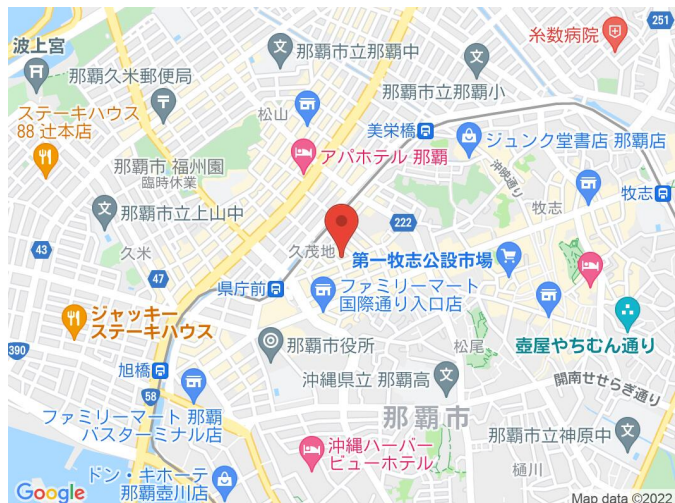 251
糸数病院
波上宮
那覇市立那覇中
那覇久米郵便局
那覇市立那覇小
松山
ステーキハウス
88 辻本店
美栄橋
ジュンク堂書店 那覇店
アパホテル 那覇
那覇市 福州園
臨時休業
沖映通り
牧志
那覇市立上山中
222
牧志
久米
43
久茂地
第一牧志公設市場
47
県庁前
ファミリーマート
国際通り入口店
ジャッキー
ステーキハウス
那覇市役所
松尾
壺屋やちむん通り
390
旭橋
沖縄県立 那覇高
開南せせらぎ通り
58
ファミリーマート 那覇
バスターミナル店
那覇市
那覇市立神原中
沖縄ハーバー
ビューホテル
樋川
ドン・キホーテ
那覇壺川店
Google
Map data ©2022